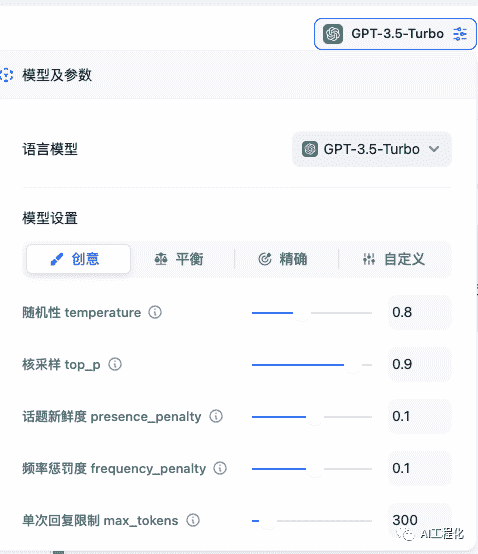 GPT-3.5-Turbo
模型及参数
语言模型 GPT-3.5-Turbo
模型设置
创意 平衡 精确 自定义
随机性 temperature 0.8
核采样 top_p 0.9
话题新鲜度 presence_penalty 0.1
频率惩罚度 frequency_penalty 0.1
单次回复限制 max_tokens 300
AI工程化